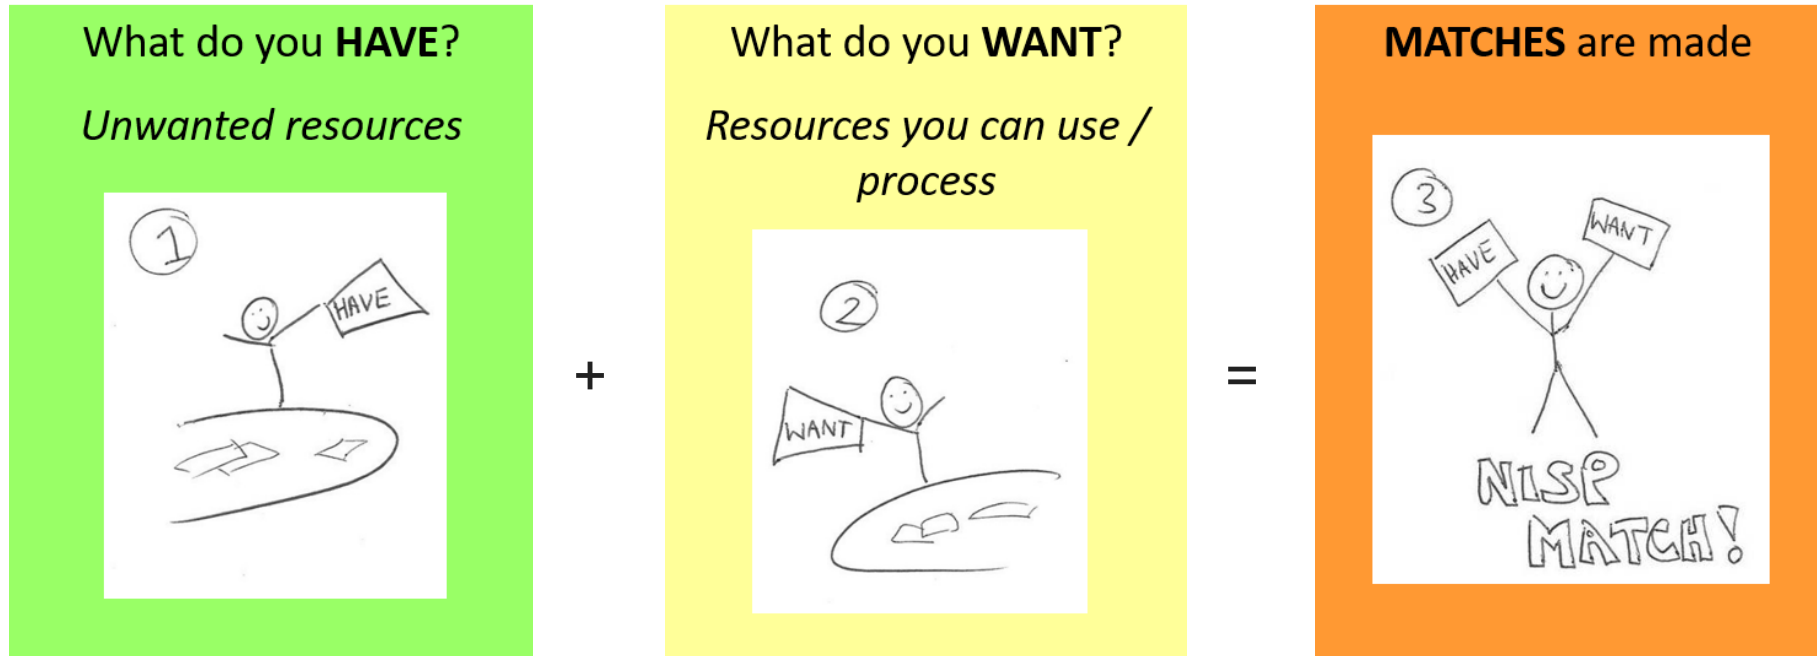 What do you HAVE?
Unwanted resources
1
HAVE
+
What do you WANT?
Resources you can use /
process
2
WANT
=
MATCHES are made
3
HAVE
WANT
NISP
MATCH!